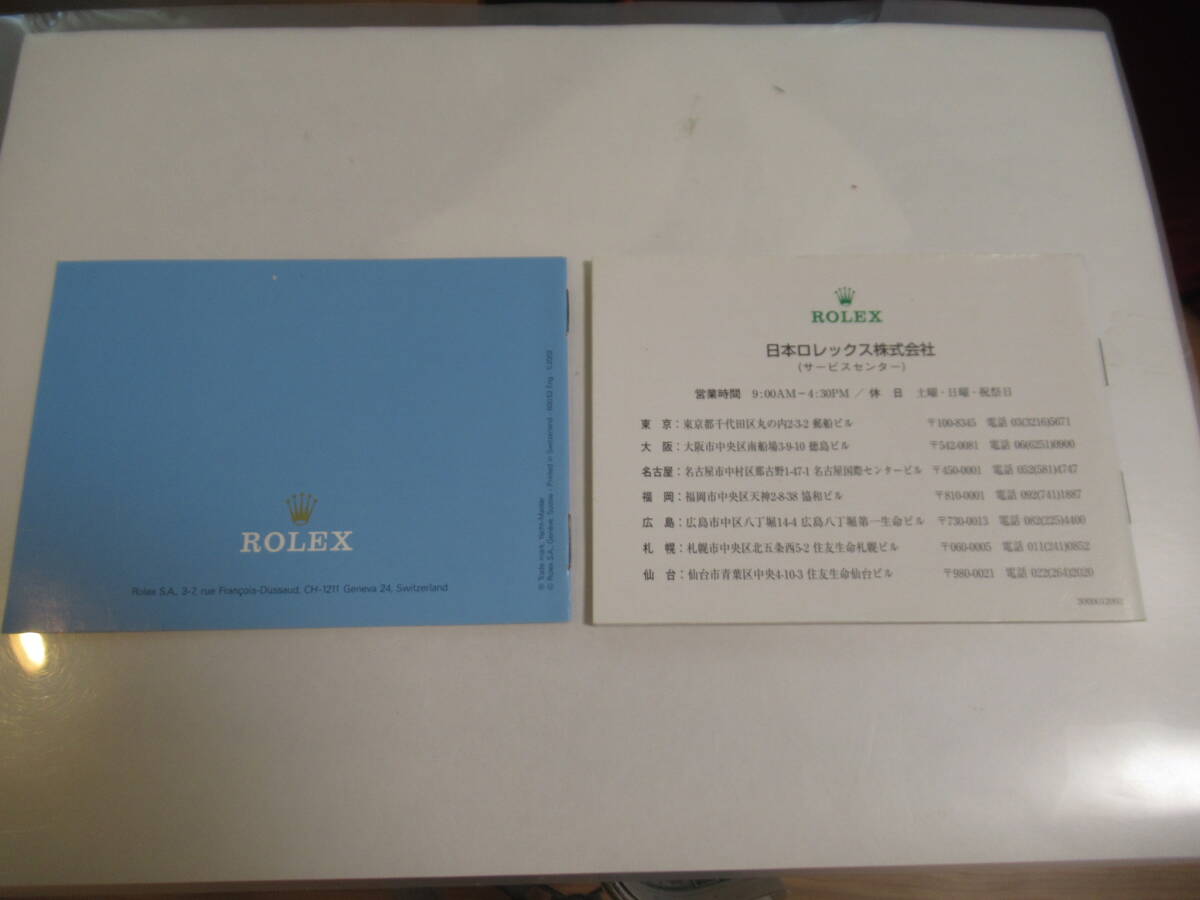 ROLEX
Rolex S.A., 3-7, rue François-Dussaud, CH-1211 Geneva 24, Switzerland
® Trade mark: Yacht-Master
© Rolex S.A., Genève, Suisse - Printed in Switzerland
ROLEX
日本ロレックス株式会社
(サービスセンター)
営業時間 9:00AM-4:30PM / 休 日 土曜・日曜・祝祭日
東 京:東京都千代田区丸の内2-3-2 郵船ビル 〒100-8345 電話 03(3216)5671
大 阪:大阪市中央区南船場3-9-10 徳島ビル 〒542-0081 電話 06(6251)0900
名古屋:名古屋市中村区那古野1-47-1 名古屋国際センタービル 〒450-0001 電話 052(581)4747
福 岡:福岡市中央区天神2-8-38 協和ビル 〒810-0001 電話 092(741)1887
広 島:広島市中区八丁堀14-4 広島八丁堀第一生命ビル 〒730-0013 電話 082(225)4400
札 幌:札幌市中央区北五条西5-2 住友生命札幌ビル 〒060-0005 電話 011(241)0852
仙 台:仙台市青葉区中央4-10-3 住友生命仙台ビル 〒980-0021 電話 022(264)2020